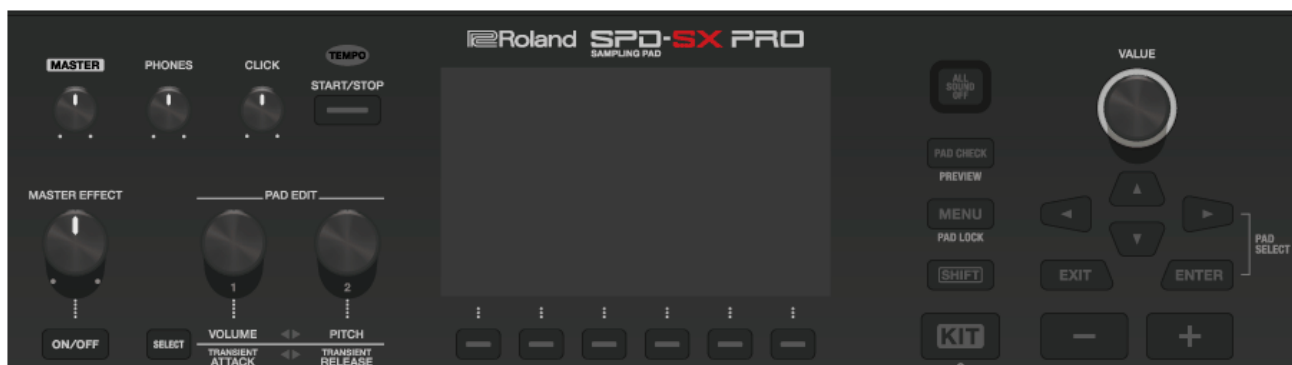 Roland SPD-SX PRO
SAMPLING PAD
MASTER
PHONES
CLICK
TEMPO
START/STOP
ALL
SOUND
OFF
VALUE
PAD CHECK
PREVIEW
MASTER EFFECT
PAD EDIT
MENU
PAD LOCK
PAD
SELECT
SHIFT
EXIT
ENTER
1
2
ON/OFF
SELECT
VOLUME
PITCH
TRANSIENT
ATTACK
TRANSIENT
RELEASE
KIT